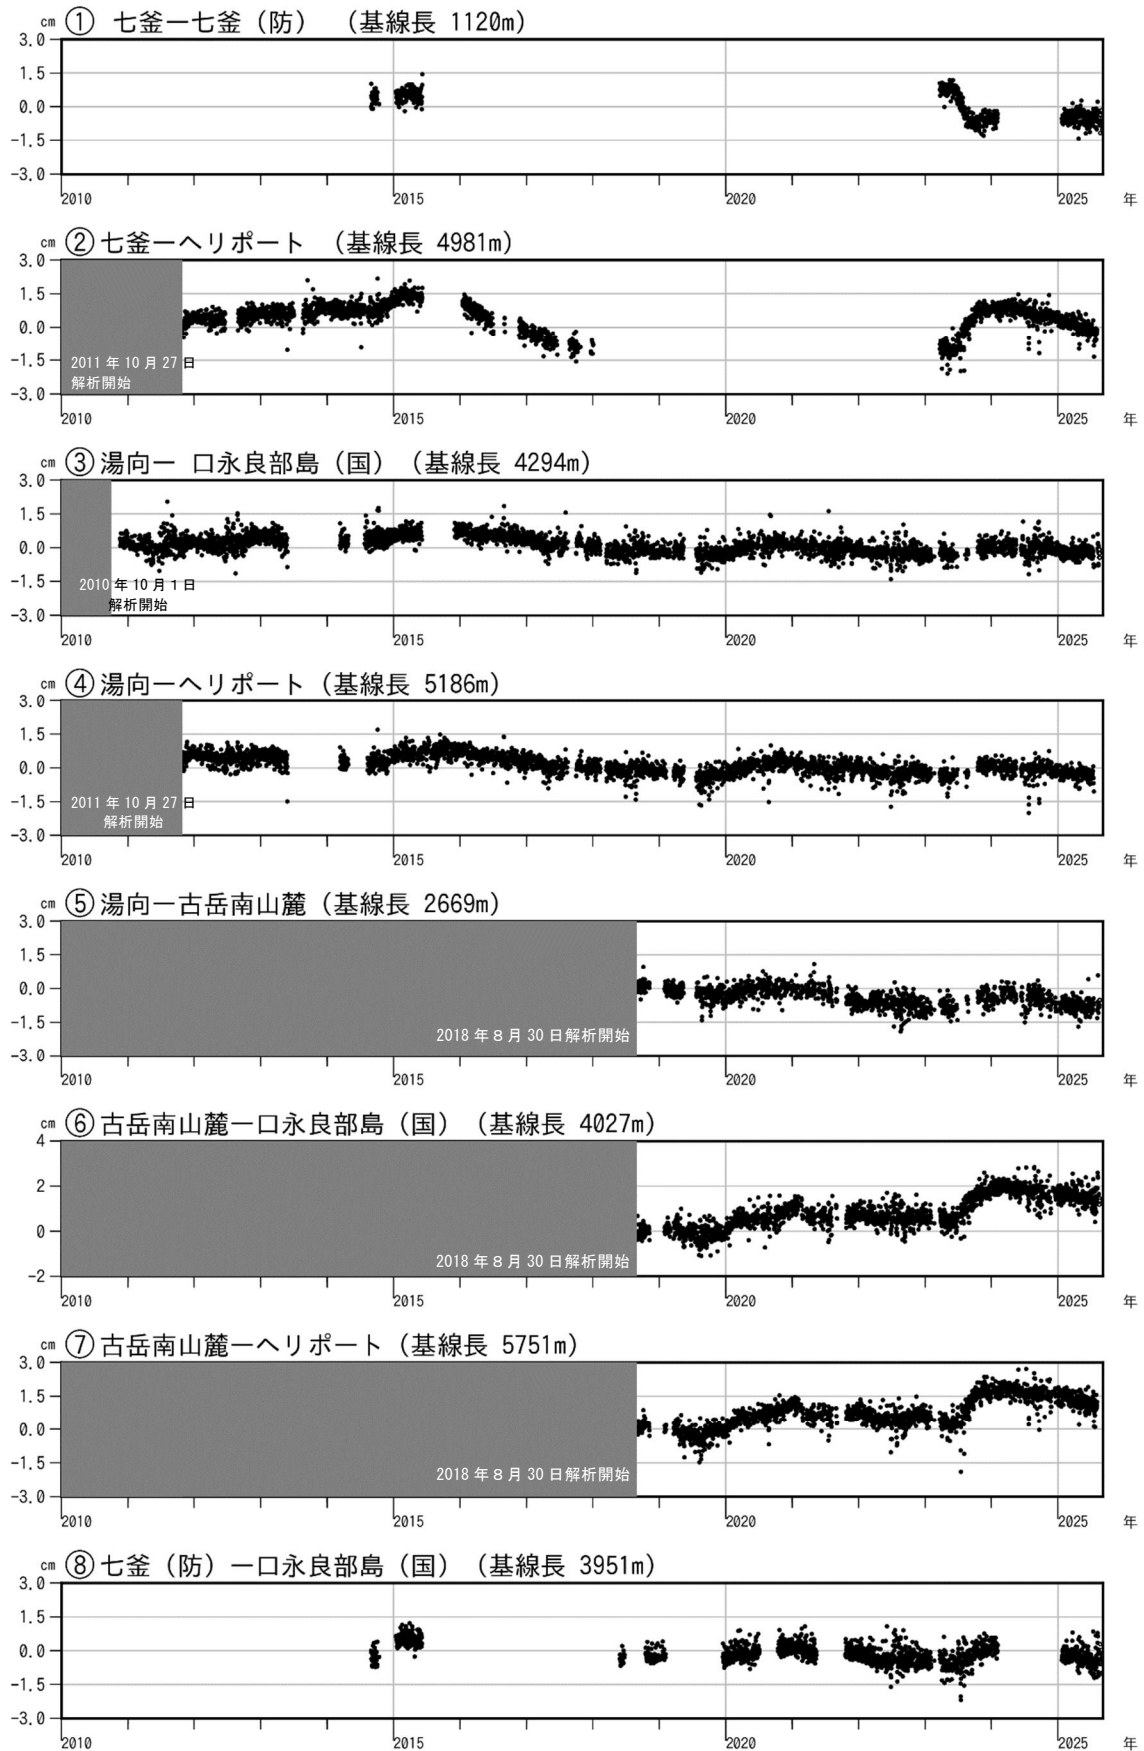 cm ① 七釜ー七釜（防） （基線長 1120m）
3.0
1.5
0.0
-1.5
-3.0
2010 2015 2020 2025 年
cm ②七釜ーヘリポート （基線長 4981m）
3.0
1.5
0.0
-1.5
-3.0
2011 年 10 月 27 日
解析開始
2010 2015 2020 2025 年
cm ③湯向ー 口永良部島（国）（基線長 4294m）
3.0
1.5
0.0
-1.5
-3.0
2010 年 10 月 1 日
解析開始
2010 2015 2020 2025 年
cm ④湯向ーヘリポート（基線長 5186m）
3.0
1.5
0.0
-1.5
-3.0
2011 年 10 月 27 日
解析開始
2010 2015 2020 2025 年
cm ⑤湯向ー古岳南山麓（基線長 2669m）
3.0
1.5
0.0
-1.5
-3.0
2018 年 8 月 30 日解析開始
2010 2015 2020 2025 年
cm ⑥古岳南山麓ー口永良部島（国）（基線長 4027m）
4
2
0
-2
2018 年 8 月 30 日解析開始
2010 2015 2020 2025 年
cm ⑦古岳南山麓ーヘリポート（基線長 5751m）
3.0
1.5
0.0
-1.5
-3.0
2018 年 8 月 30 日解析開始
2010 2015 2020 2025 年
cm ⑧七釜（防）ー口永良部島（国）（基線長 3951m）
3.0
1.5
0.0
-1.5
-3.0
2010 2015 2020 2025 年